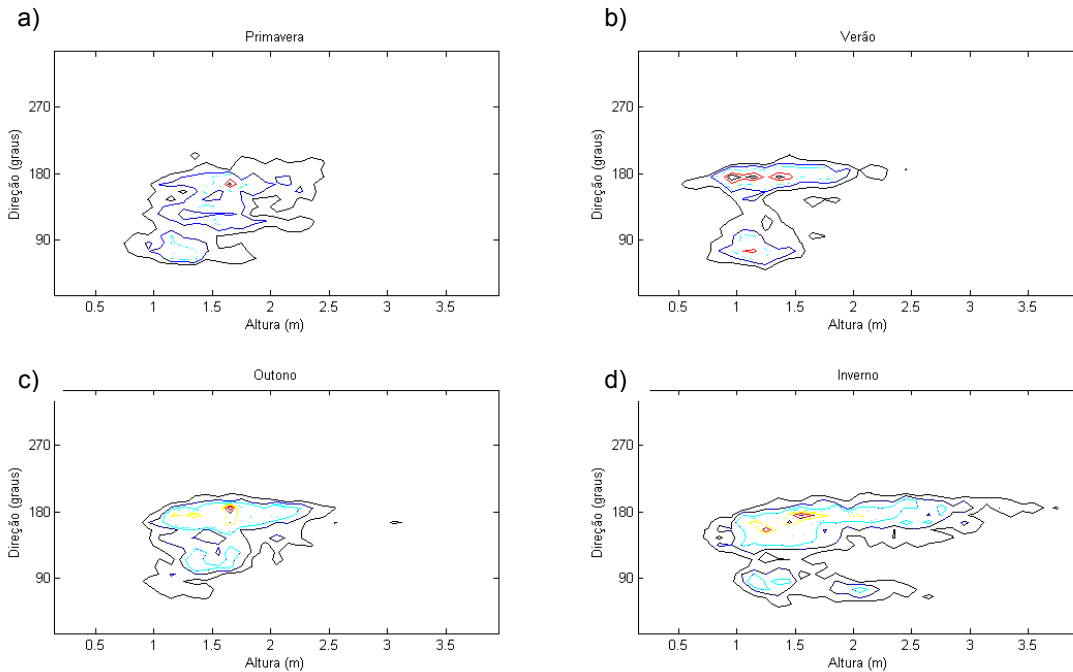 a)
Primavera
Direção (graus)
270
180
90
0.5 1 1.5 2 2.5 3 3.5
Altura (m)
b)
Verão
Direção (graus)
270
180
90
0.5 1 1.5 2 2.5 3 3.5
Altura (m)
c)
Outono
Direção (graus)
270
180
90
0.5 1 1.5 2 2.5 3 3.5
Altura (m)
d)
Inverno
Direção (graus)
270
180
90
0.5 1 1.5 2 2.5 3 3.5
Altura (m)